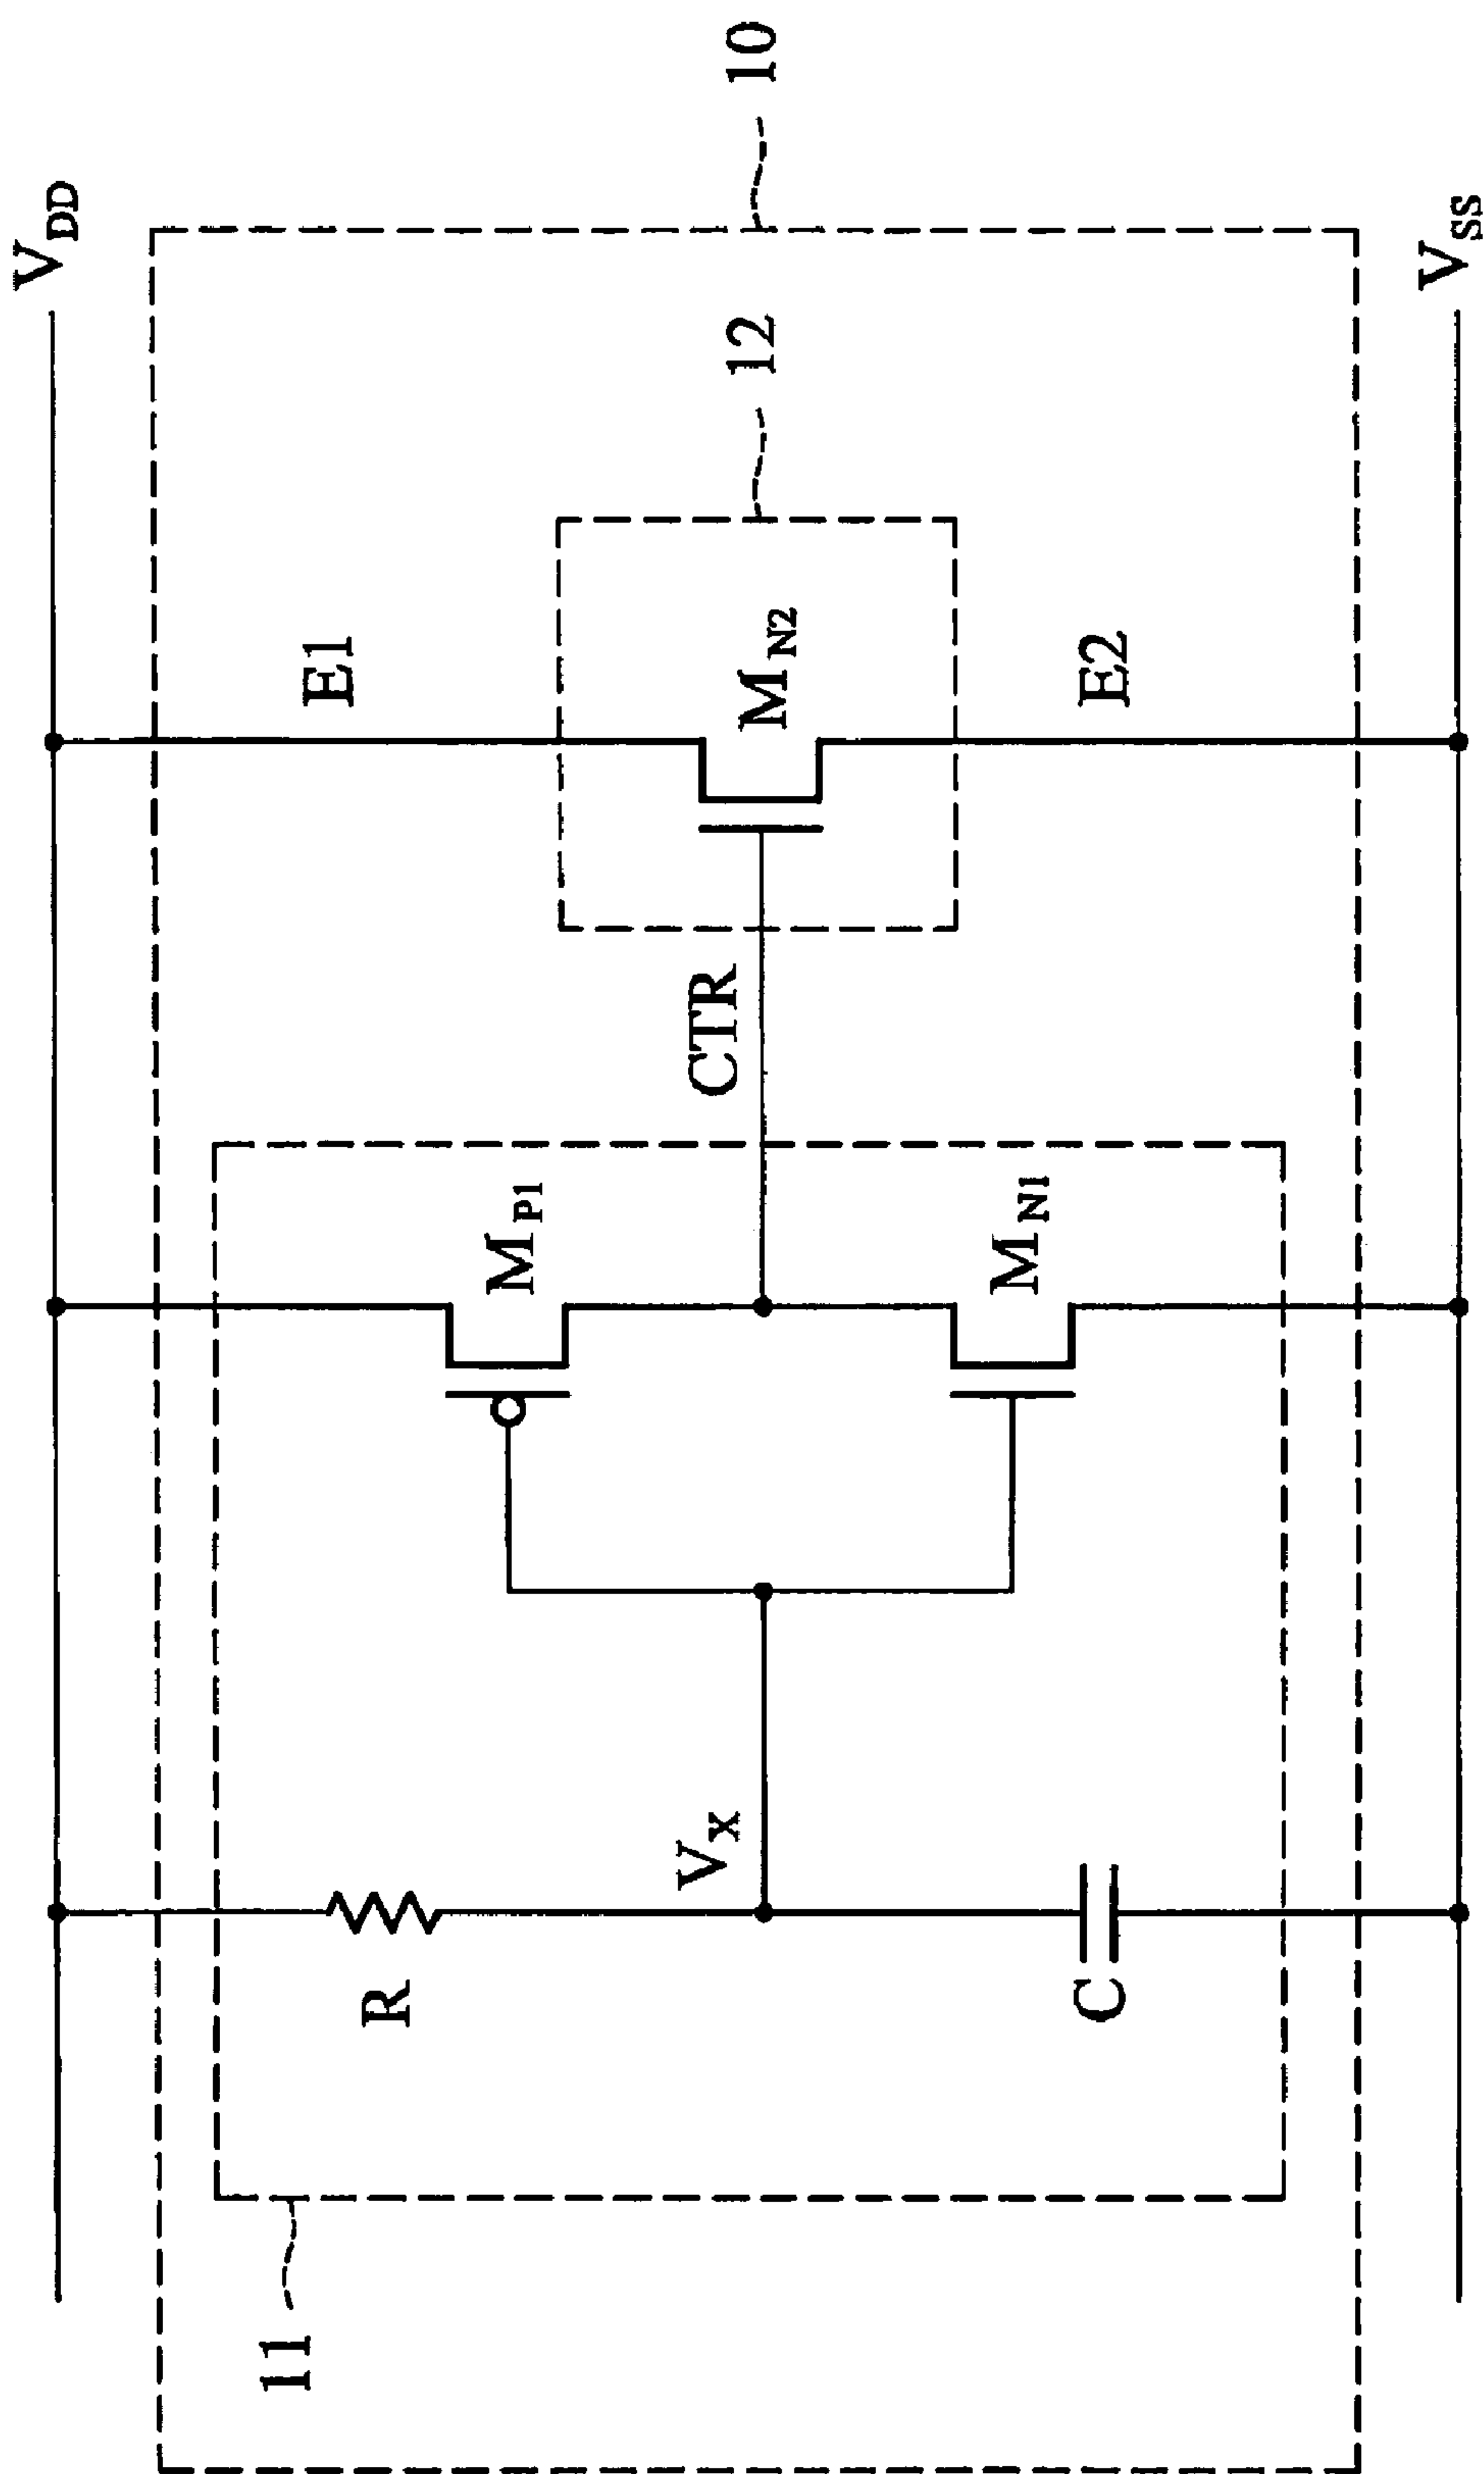 V_DD
10
12
E1
M_N2
E2
CTR
M_P1
M_N1
V_X
R
C
11
V_SS